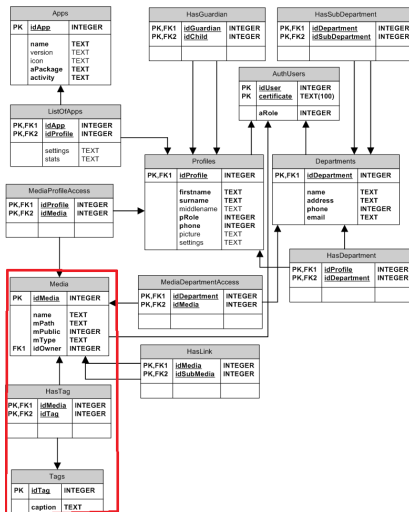 Apps
PK idApp INTEGER
name TEXT
version TEXT
icon TEXT
aPackage TEXT
activity TEXT
HasGuardian
PK,FK1 idGuardian INTEGER
PK,FK2 idChild INTEGER
HasSubDepartment
PK,FK1 idDepartment INTEGER
PK,FK2 idSubDepartment INTEGER
AuthUsers
PK idUser INTEGER
PK certificate TEXT(100)
aRole INTEGER
ListOfApps
PK,FK1 idApp INTEGER
PK,FK2 idProfile INTEGER
settings TEXT
stats TEXT
Profiles
PK,FK1 idProfile INTEGER
firstname TEXT
surname TEXT
middlename TEXT
pRole INTEGER
phone INTEGER
picture TEXT
settings TEXT
Departments
PK,FK1 idDepartment INTEGER
name TEXT
address TEXT
phone INTEGER
email TEXT
MediaProfileAccess
PK,FK1 idProfile INTEGER
PK,FK2 idMedia INTEGER
HasDepartment
PK,FK1 idProfile INTEGER
PK,FK2 idDepartment INTEGER
Media
PK idMedia INTEGER
name TEXT
mPath TEXT
mPublic INTEGER
mType TEXT
FK1 idOwner INTEGER
MediaDepartmentAccess
PK,FK1 idDepartment INTEGER
PK,FK2 idMedia INTEGER
HasLink
PK,FK1 idMedia INTEGER
PK,FK2 idSubMedia INTEGER
HasTag
PK,FK1 idMedia INTEGER
PK,FK2 idTag INTEGER
Tags
PK idTag INTEGER
caption TEXT